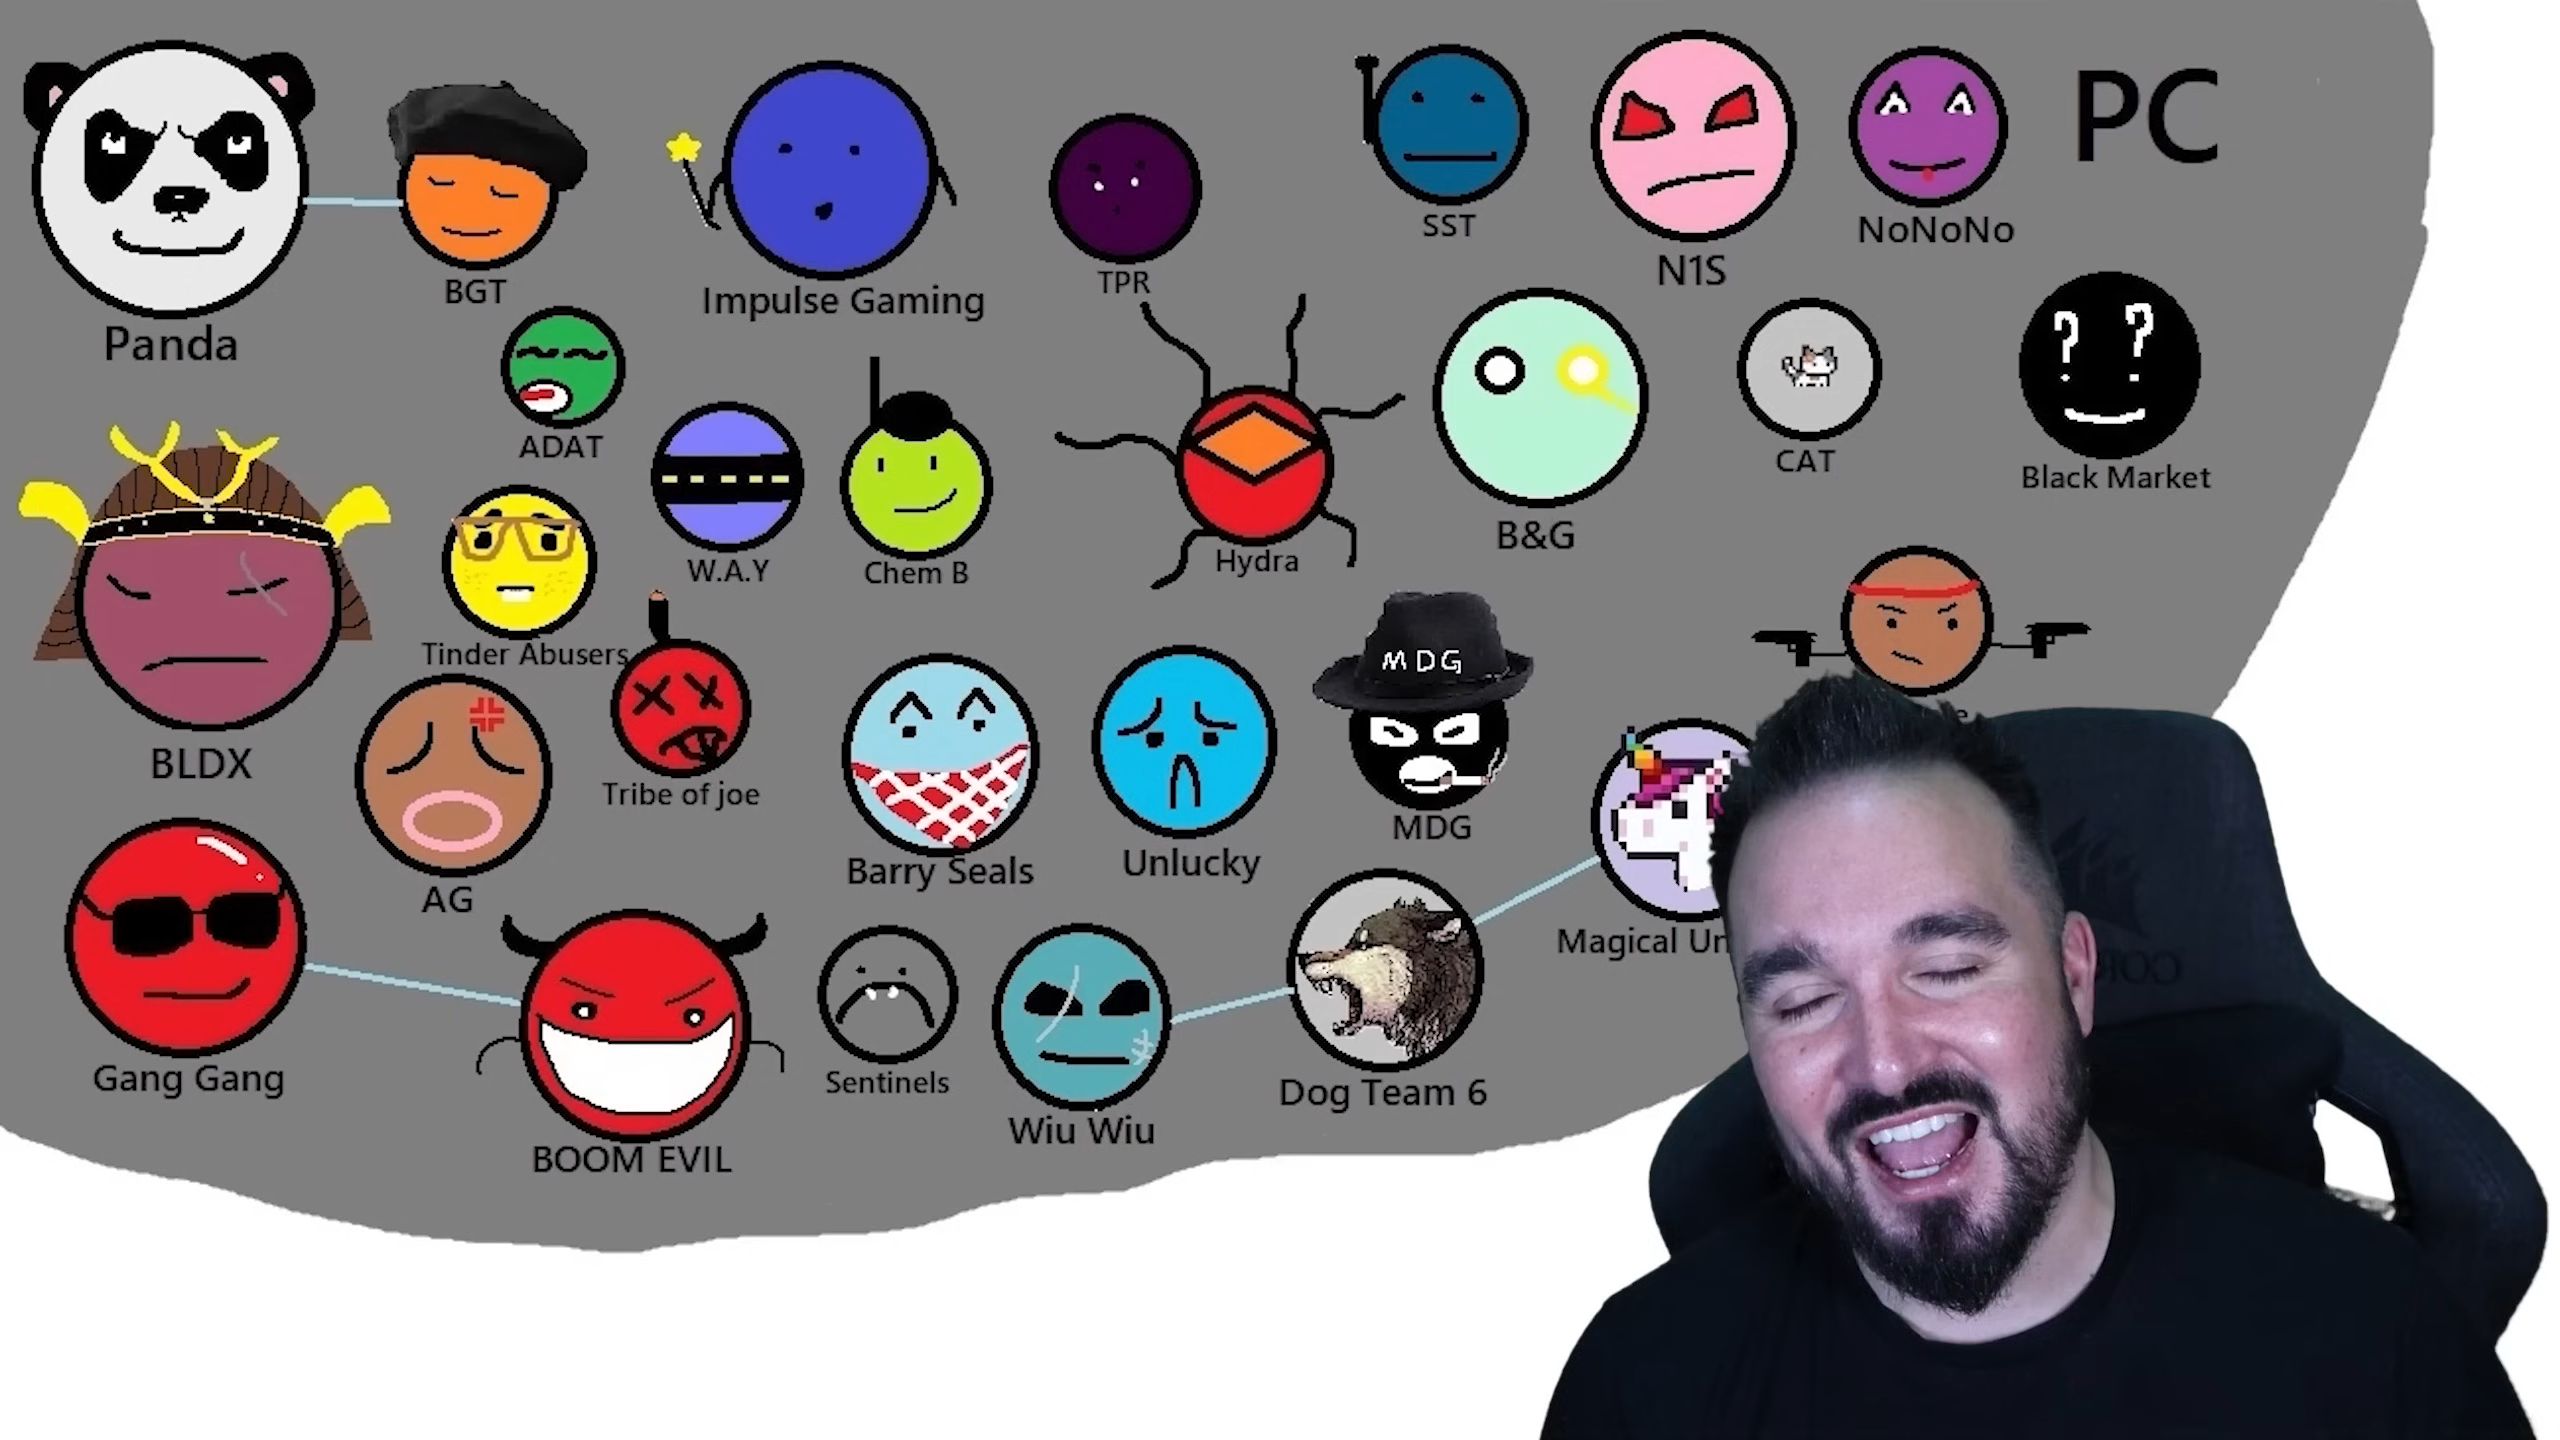 PC
SST
NoNoNo
N1S
BGT
TPR
Impulse Gaming
Panda
ADAT
CAT
Black Market
B&G
Hydra
W.A.Y
Chem B
Tinder Abusers
MDG
BLDX
Tribe of joe
MDG
Unlucky
Barry Seals
AG
Magical
Gang Gang
Sentinels
Dog Team 6
Wiu Wiu
BOOM EVIL